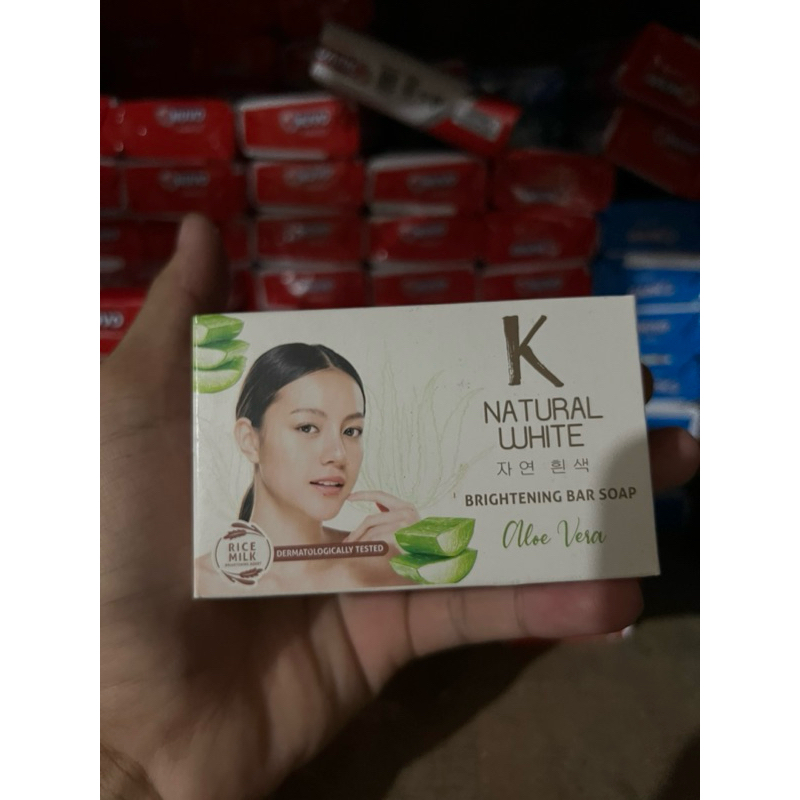 K
NATURAL
WHITE
자연 흰색
BRIGHTENING BAR SOAP
Aloe Vera
RICE
MILK
DERMATOLOGICALLY TESTED